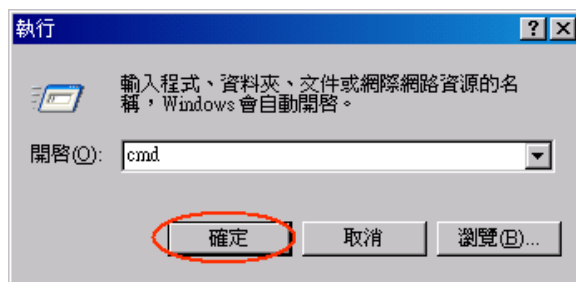 執行
輸入程式、資料夾、文件或網際網路資源的名
稱，Windows 會自動開啓。
開啓(O): cmd
確定 取消 瀏覽(B)...